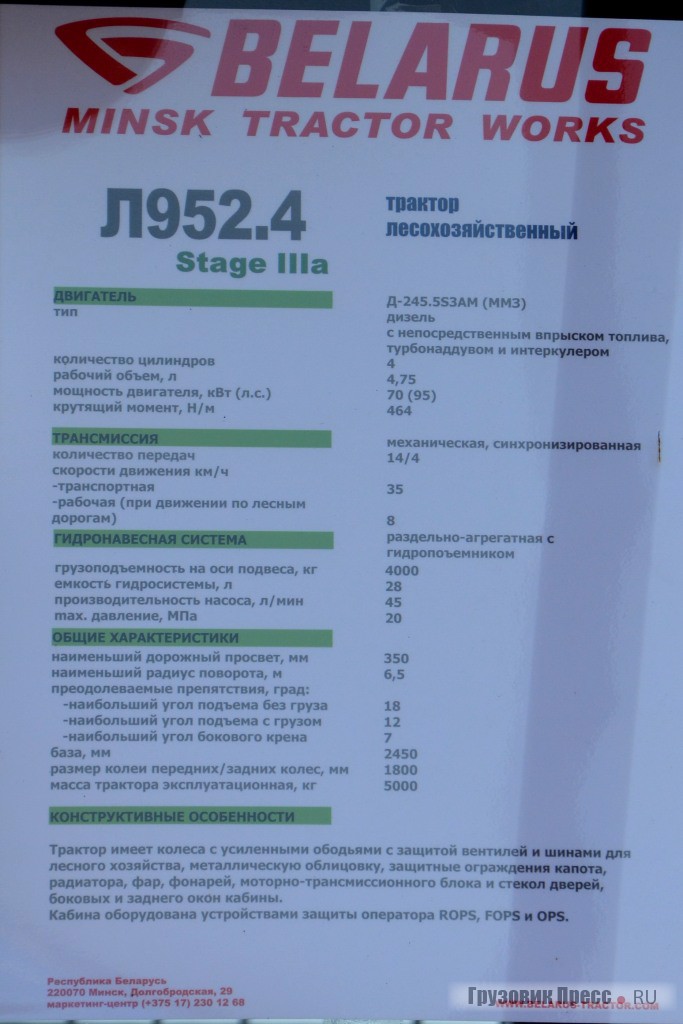 BELARUS
MINSK TRACTOR WORKS
Л952.4
Stage IIIa
трактор
лесохозяйственный
ДВИГАТЕЛЬ
Д-245.5S3АМ (ММЗ)
тип
дизель
с непосредственным впрыском топлива,
турбонаддувом и интеркулером
количество цилиндров 4
рабочий объем, л 4,75
мощность двигателя, кВт (л.с.) 70 (95)
крутящий момент, Н/м 464
ТРАНСМИССИЯ механическая, синхронизированная
количество передач 14/4
скорости движения км/ч
-транспортная 35
-рабочая (при движении по лесным
дорогам) 8
ГИДРОНАВЕСНАЯ СИСТЕМА раздельно-агрегатная с
гидропоъемником
грузоподъемность на оси подвеса, кг 4000
емкость гидросистемы, л 28
производительность насоса, л/мин 45
max. давление, МПа 20
ОБЩИЕ ХАРАКТЕРИСТИКИ
наименьший дорожный просвет, мм 350
наименьший радиус поворота, м 6,5
преодолеваемые препятствия, град:
-наибольший угол подъема без груза 18
-наибольший угол подъема с грузом 12
-наибольший угол бокового крена 7
база, мм 2450
размер колеи передних/задних колес, мм 1800
масса трактора эксплуатационная, кг 5000
КОНСТРУКТИВНЫЕ ОСОБЕННОСТИ
Трактор имеет колеса с усиленными ободьями с защитой вентилей и шинами для
лесного хозяйства, металлическую облицовку, защитные ограждения капота,
радиатора, фар, фонарей, моторно-трансмиссионного блока и стекол дверей,
боковых и заднего окон кабины.
Кабина оборудована устройствами защиты оператора ROPS, FOPS и OPS.
Республика Беларусь
220070 Минск, Долгобродская, 29
маркетинг-центр (+375 17) 230 12 68
WWW.BELARUS-TRACTOR.COM
Грузовик Пресс.RU